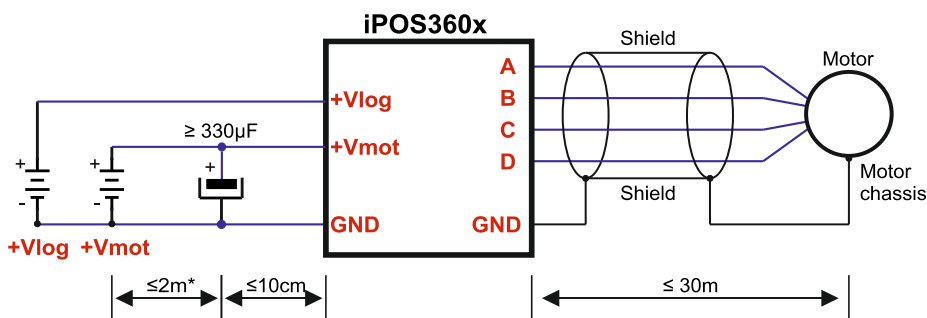 iPOS360x
Shield
Motor
A
B
C
D
+Vlog
≥ 330µF
+Vmot
+
+
+
-
-
Shield
Motor
chassis
GND
GND
+Vlog
+Vmot
≤2m*
≤10cm
≤ 30m